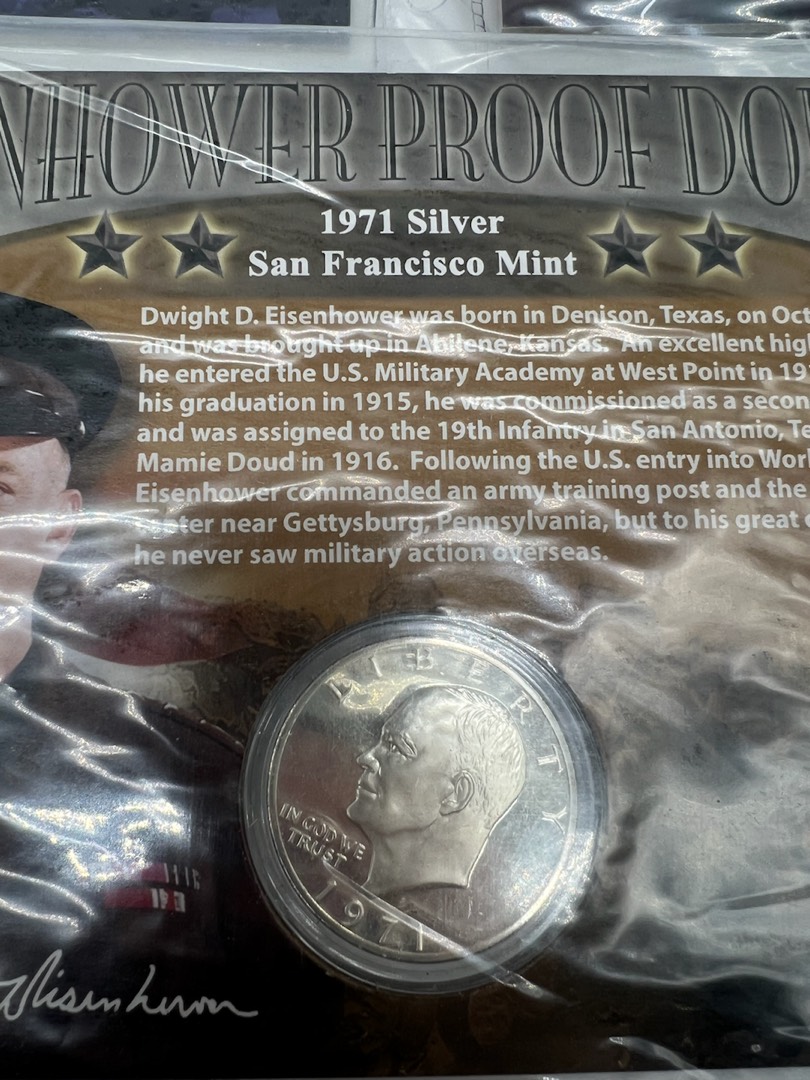 NHOWER PROOF DO
1971 Silver
San Francisco Mint
Dwight D. Eisenhower was born in Denison, Texas, on Oct
and was brought up in Abilene, Kansas. An excellent hig
he entered the U.S. Military Academy at West Point in 19
his graduation in 1915, he was commissioned as a secon
and was assigned to the 19th Infantry in San Antonio, Te
Mamie Doud in 1916. Following the U.S. entry into Worl
Eisenhower commanded an army training post and the
near Gettysburg, Pennsylvania, but to his great
he never saw military action overseas.
LIBERTY
IN GOD WE
TRUST
1971
Eisenhower